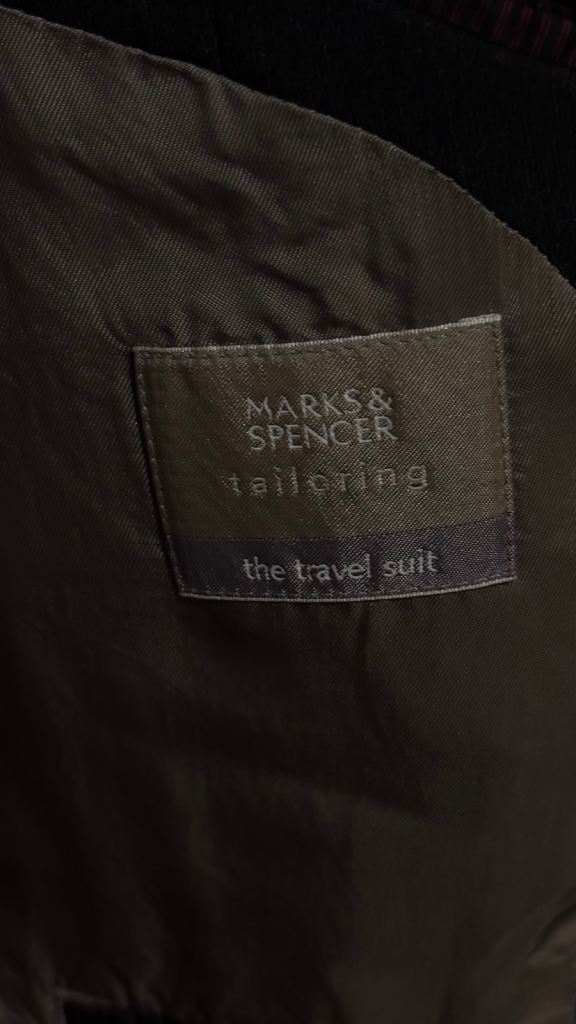 MARKS &
SPENCER
tailoring
the travel suit